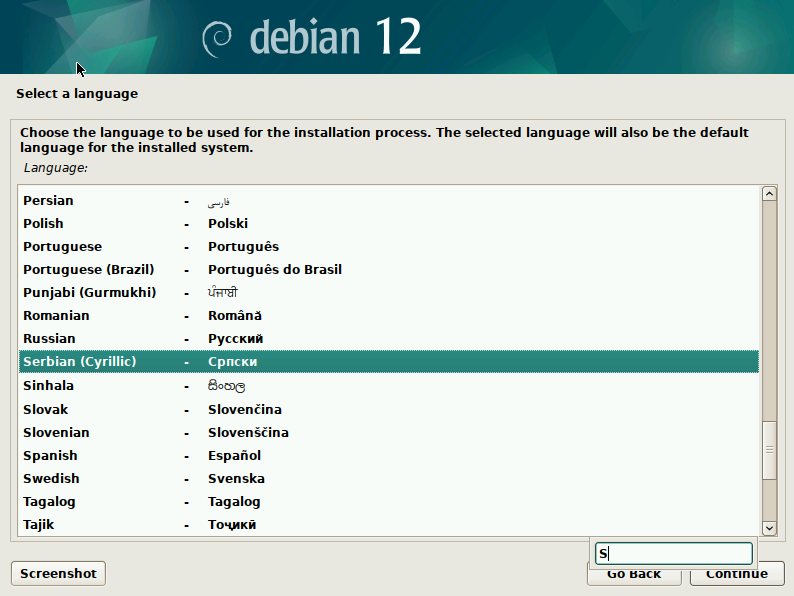 debian 12
Select a language
Choose the language to be used for the installation process. The selected language will also be the default
language for the installed system.
Language:
Persian - فارسی
Polish - Polski
Portuguese - Português
Portuguese (Brazil) - Português do Brasil
Punjabi (Gurmukhi) - ਪੰਜਾਬੀ
Romanian - Română
Russian - Русский
Serbian (Cyrillic) - Српски
Sinhala - සිංහල
Slovak - Slovenčina
Slovenian - Slovenščina
Spanish - Español
Swedish - Svenska
Tagalog - Tagalog
Tajik - Тоҷикӣ
S
Screenshot Go Back Continue